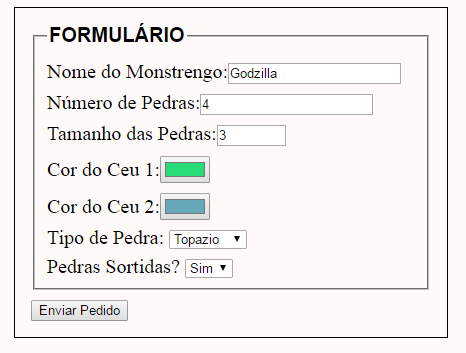 FORMULÁRIO
Nome do Monstrengo: Godzilla
Número de Pedras: 4
Tamanho das Pedras: 3
Cor do Ceu 1:
Cor do Ceu 2:
Tipo de Pedra: Topazio
Pedras Sortidas? Sim
Enviar Pedido